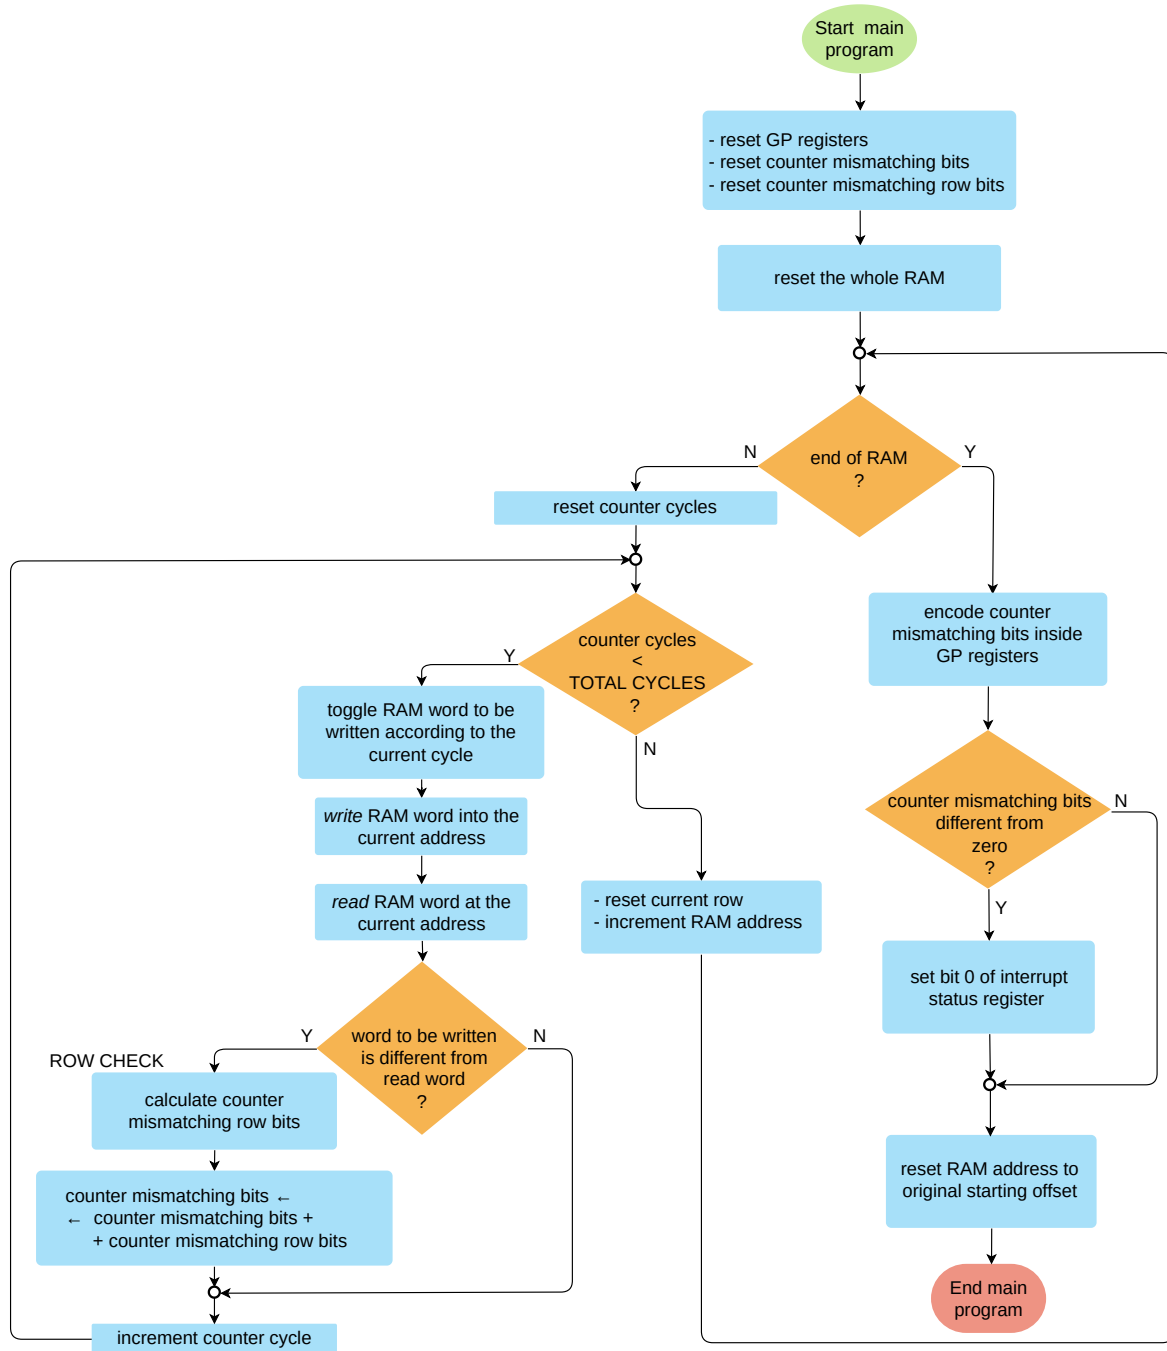 Start main
program
- reset GP registers
- reset counter mismatching bits
- reset counter mismatching row bits
reset the whole RAM
end of RAM
?
N
Y
reset counter cycles
counter cycles
<
TOTAL CYCLES
?
Y
N
toggle RAM word to be
written according to the
current cycle
write RAM word into the
current address
read RAM word at the
current address
word to be written
is different from
read word
?
Y
N
ROW CHECK
calculate counter
mismatching row bits
counter mismatching bits ←
← counter mismatching bits +
+ counter mismatching row bits
increment counter cycle
- reset current row
- increment RAM address
encode counter
mismatching bits inside
GP registers
counter mismatching bits
different from
zero
?
N
Y
set bit 0 of interrupt
status register
reset RAM address to
original starting offset
End main
program